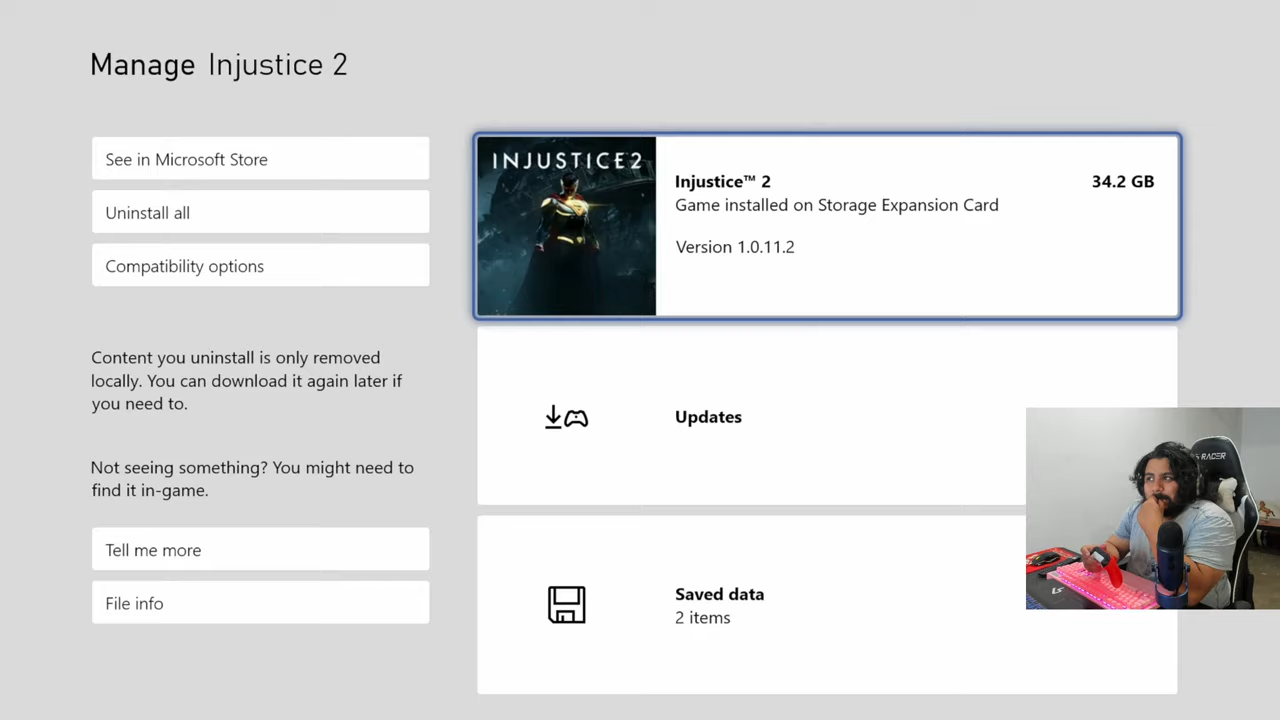 Manage Injustice 2
See in Microsoft Store
Uninstall all
Compatibility options
Content you uninstall is only removed
locally. You can download it again later if
you need to.
Not seeing something? You might need to
find it in-game.
Tell me more
File info
INJUSTICE 2
Injustice™ 2
34.2 GB
Game installed on Storage Expansion Card
Version 1.0.11.2
Updates
Saved data
2 items
RACER